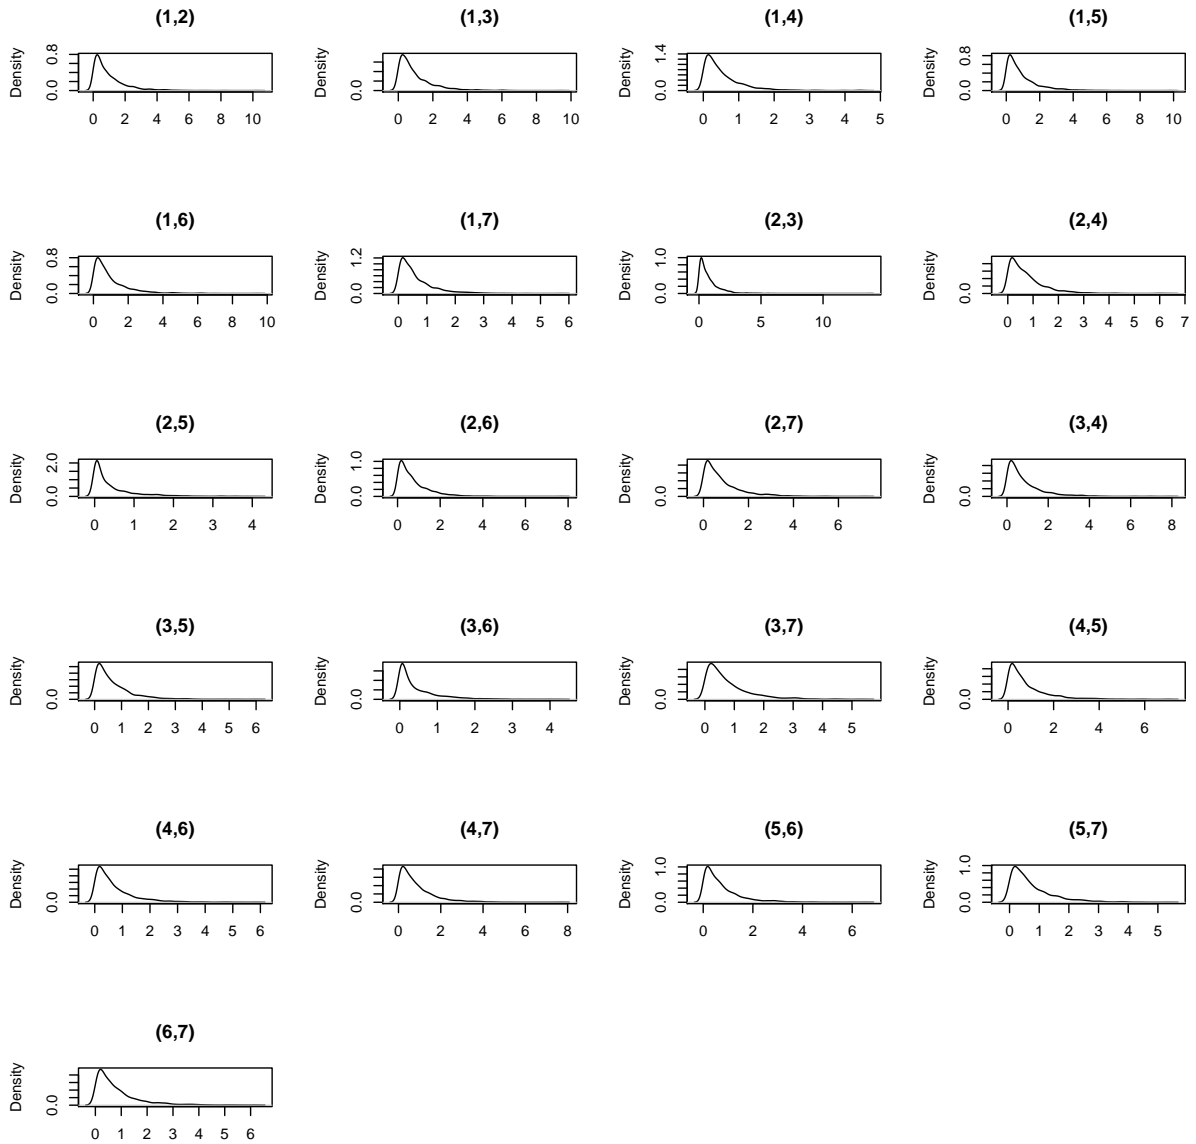 (1,2) (1,3) (1,4) (1,5)
Density 0.0 0.8 Density 0.0 Density 0.0 1.4 Density 0.0 0.8
0 2 4 6 8 10 0 2 4 6 8 10 0 1 2 3 4 5 0 2 4 6 8 10
(1,6) (1,7) (2,3) (2,4)
Density 0.0 0.8 Density 0.0 1.2 Density 0.0 1.0 Density 0.0
0 2 4 6 8 10 0 1 2 3 4 5 6 0 5 10 0 1 2 3 4 5 6 7
(2,5) (2,6) (2,7) (3,4)
Density 0.0 2.0 Density 0.0 1.0 Density 0.0 Density 0.0
0 1 2 3 4 0 2 4 6 8 0 2 4 6 0 2 4 6 8
(3,5) (3,6) (3,7) (4,5)
Density 0.0 Density 0.0 Density 0.0 Density 0.0
0 1 2 3 4 5 6 0 1 2 3 4 0 1 2 3 4 5 0 2 4 6
(4,6) (4,7) (5,6) (5,7)
Density 0.0 Density 0.0 Density 0.0 1.0 Density 0.0 1.0
0 1 2 3 4 5 6 0 2 4 6 8 0 2 4 6 0 1 2 3 4 5
(6,7)
Density 0.0
0 1 2 3 4 5 6